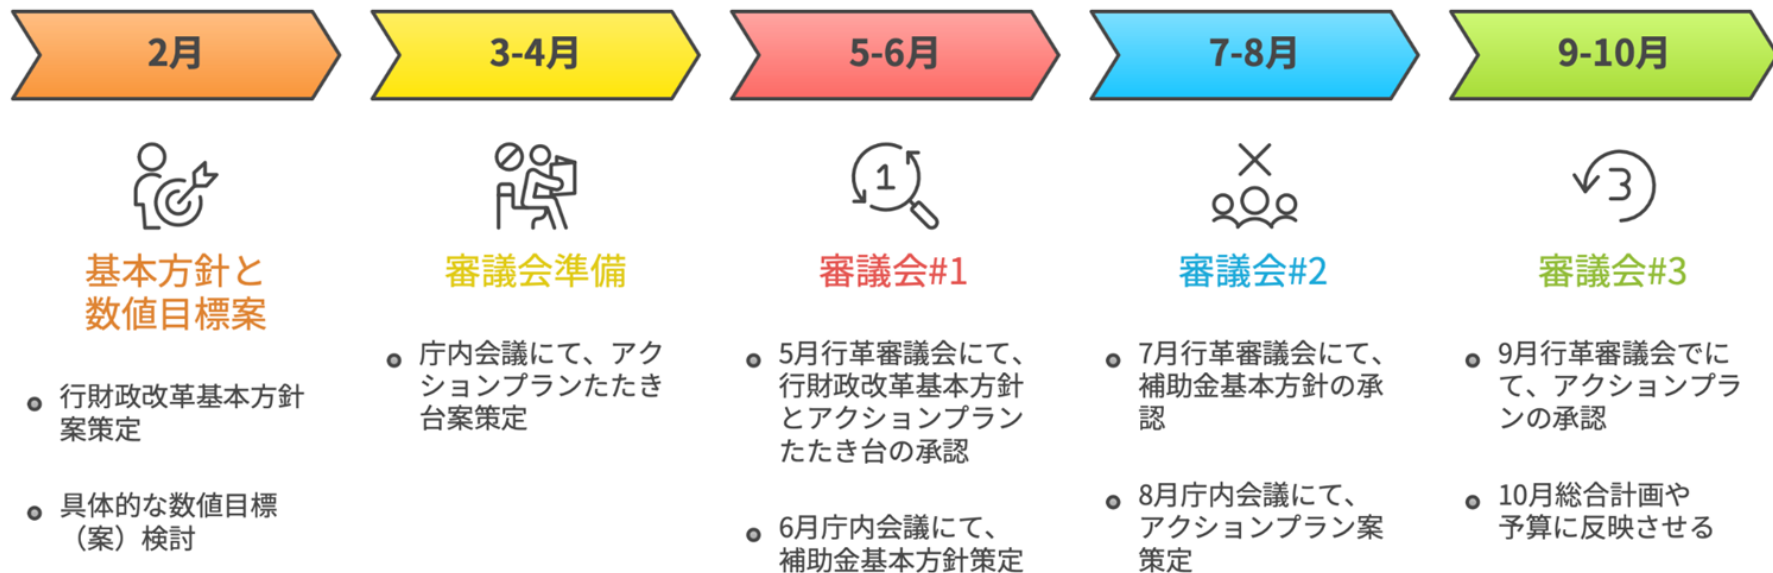 2月
3-4月
5-6月
7-8月
9-10月
1
3
基本方針と
数値目標案
審議会準備
審議会#1
審議会#2
審議会#3
行財政改革基本方針
案策定
具体的な数値目標
（案）検討
庁内会議にて、アク
ションプランたたき
台案策定
5月行革審議会にて、
行財政改革基本方針
とアクションプラン
たたき台の承認
6月庁内会議にて、
補助金基本方針策定
7月行革審議会にて、
補助金基本方針の承
認
8月庁内会議にて、
アクションプラン案
策定
9月行革審議会でに
て、アクションプラ
ンの承認
10月総合計画や
予算に反映させる